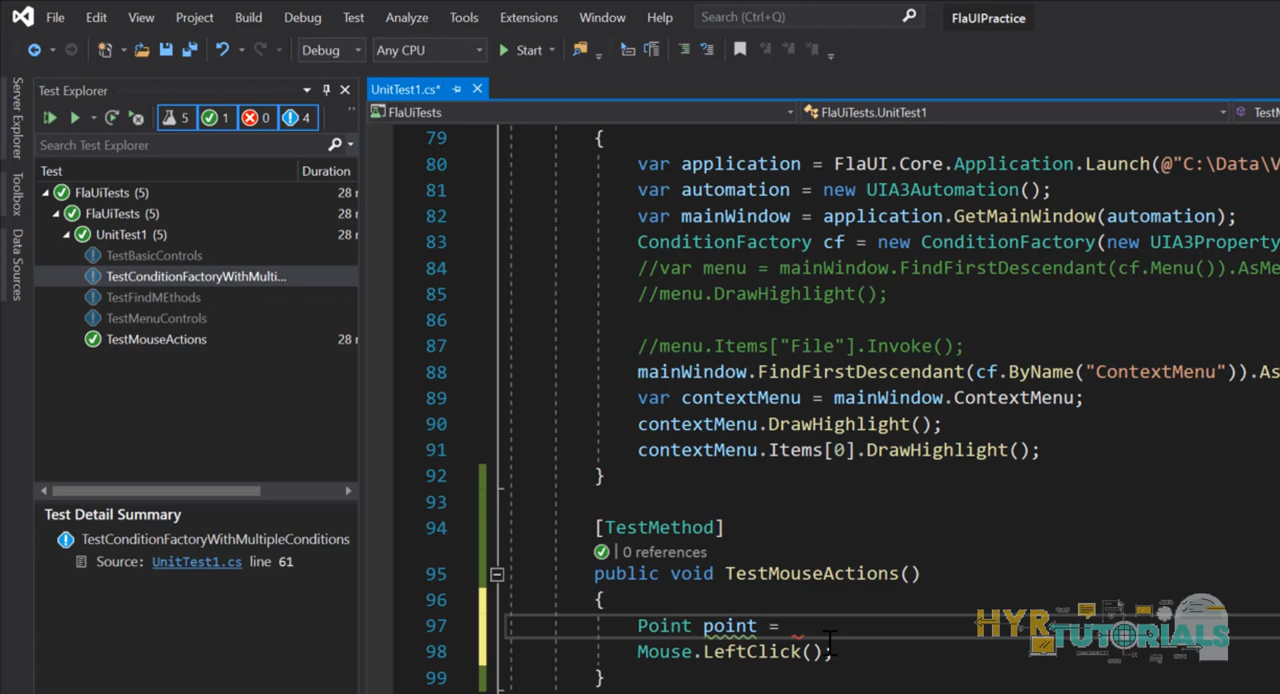 File Edit View Project Build Debug Test Analyze Tools Extensions Window Help Search (Ctrl+Q) FlaUIPractice
Debug Any CPU Start
Server Explorer
Toolbox
Data Sources
Test Explorer
5 1 0 4
Search Test Explorer
Test Duration
FlaUiTests (5) 28
FlaUiTests (5) 28
UnitTest1 (5) 28
TestBasicControls
TestConditionFactoryWithMulti...
TestFindMEthods
TestMenuControls
TestMouseActions 28
Test Detail Summary
TestConditionFactoryWithMultipleConditions
Source: UnitTest1.cs line 61
UnitTest1.cs*
FlaUiTests FlaUiTests.UnitTest1 TestM
79 {
80 var application = FlaUI.Core.Application.Launch(@"C:\Data\V
81 var automation = new UIA3Automation();
82 var mainWindow = application.GetMainWindow(automation);
83 ConditionFactory cf = new ConditionFactory(new UIA3Property
84 //var menu = mainWindow.FindFirstDescendant(cf.Menu()).AsMe
85 //menu.DrawHighlight();
86
87 //menu.Items["File"].Invoke();
88 mainWindow.FindFirstDescendant(cf.ByName("ContextMenu")).As
89 var contextMenu = mainWindow.ContextMenu;
90 contextMenu.DrawHighlight();
91 contextMenu.Items[0].DrawHighlight();
92 }
93
94 [TestMethod]
| 0 references
95 public void TestMouseActions()
96 {
97 Point point =
98 Mouse.LeftClick();
99 }
HYR TUTORIALS